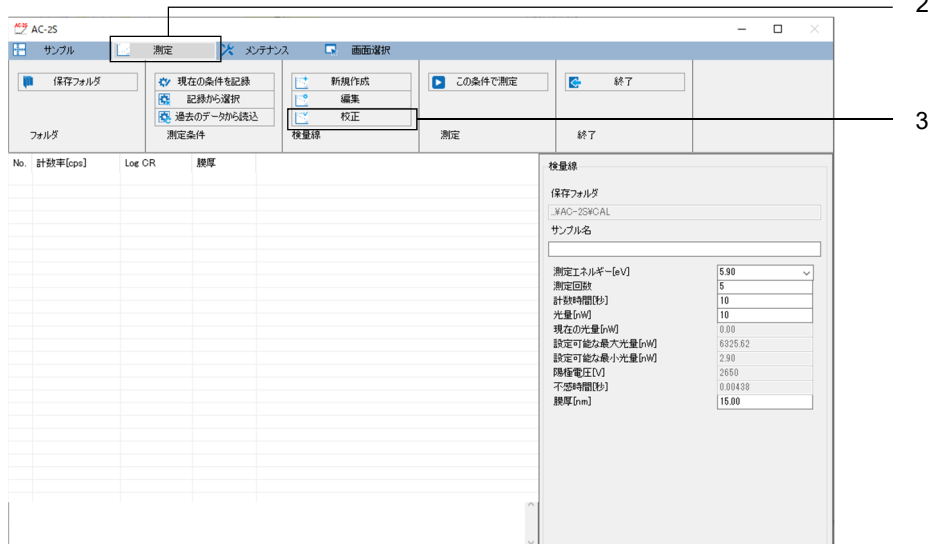 2
AC-2S
サンプル 測定 メンテナンス 画面選択
保存フォルダ 現在の条件を記録 新規作成 この条件で測定 終了
記録から選択 編集
過去のデータから読込 校正
3
フォルダ 測定条件 検量線 測定 終了
No. 計数率[cps] Log CR 膜厚
検量線
保存フォルダ
..¥AC-2S¥CAL
サンプル名
測定エネルギー[eV] 5.90
測定回数 5
計数時間[秒] 10
光量[nW] 10
現在の光量[nW] 0.00
設定可能な最大光量[nW] 6325.62
設定可能な最小光量[nW] 2.90
陽極電圧[V] 2650
不感時間[秒] 0.00438
膜厚[nm] 15.00